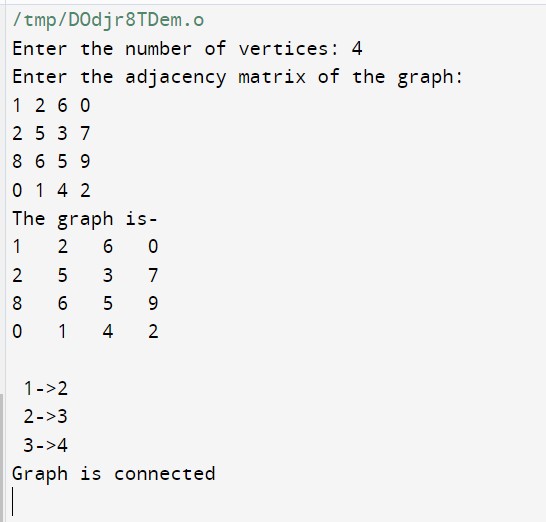 /tmp/DOdjr8TDem.o
Enter the number of vertices: 4
Enter the adjacency matrix of the graph:
1 2 6 0
2 5 3 7
8 6 5 9
0 1 4 2
The graph is-
1 2 6 0
2 5 3 7
8 6 5 9
0 1 4 2
1->2
2->3
3->4
Graph is connected